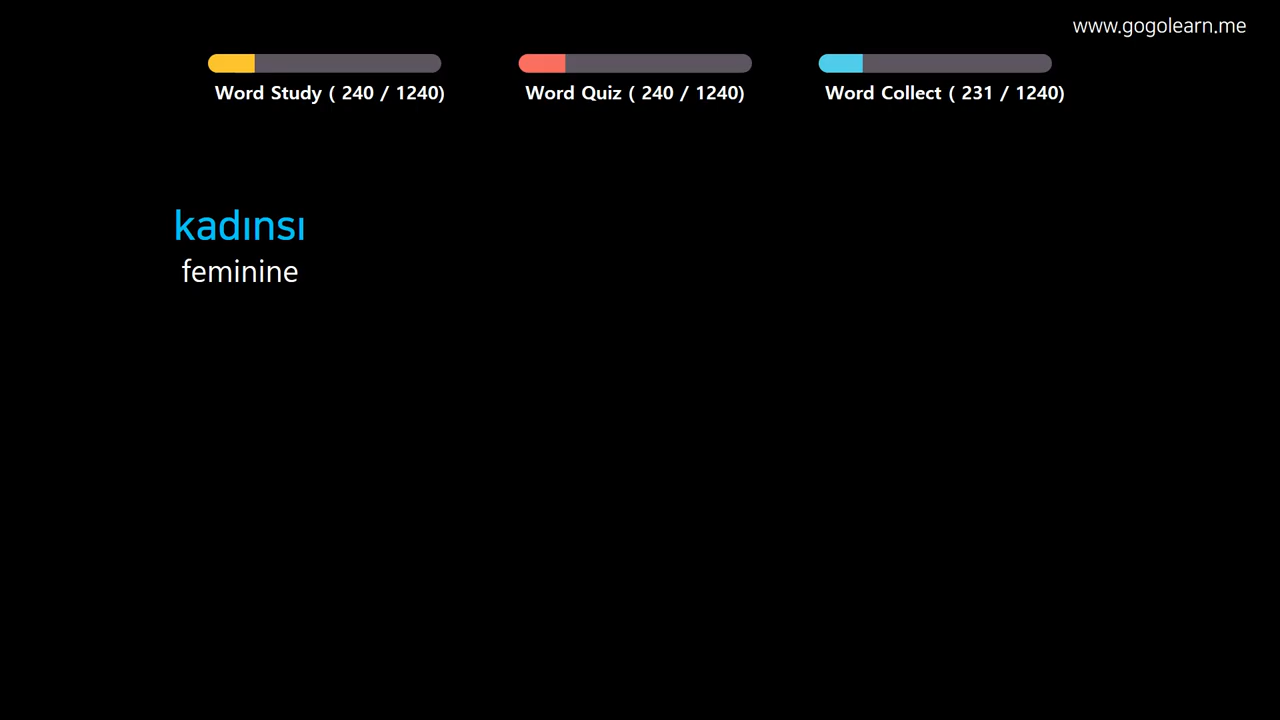 www.gogolearn.me
Word Study ( 240 / 1240)
Word Quiz ( 240 / 1240)
Word Collect ( 231 / 1240)
kadınsı
feminine